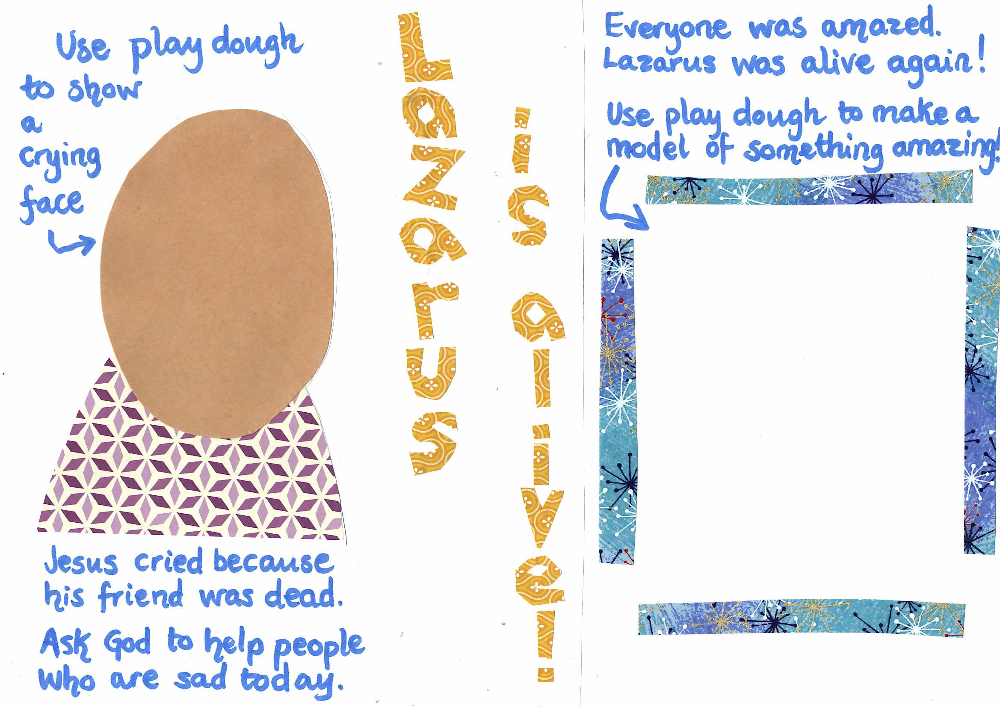 Use play dough
to show
a
crying
face
Jesus cried because
his friend was dead.
Ask God to help people
who are sad today.
Lazarus
is alive!
Everyone was amazed.
Lazarus was alive again!
Use play dough to make a
model of something amazing!